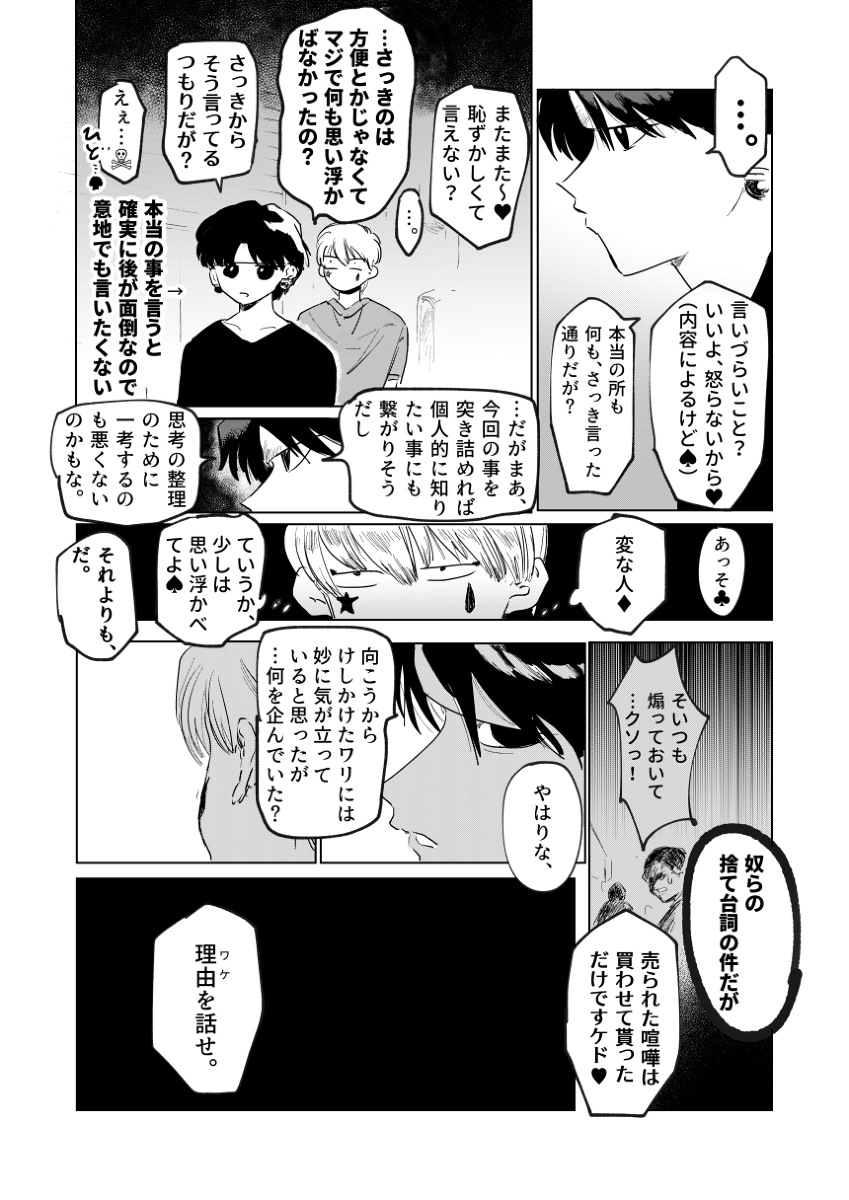 …。
言いづらいこと？
いいよ、怒らないから♥
(内容によるけど♠)
本当の所も
何も、さっき言った
通りだが？
またまた～♥
恥ずかしくて
言えない？
…。
…さっきのは
方便とかじゃなくて
マジで何も思い浮か
ばなかったの？
さっきから
そう言ってる
つもりだが？
えぇ…☠
ひと…♠
→
本当の事を言うと
確実に後が面倒なので
意地でも言いたくない
…だがまあ、
今回の事を
突き詰めれば
個人的に知り
たい事にも
繋がりそう
だし
思考の整理
のために
一考するの
も悪くない
のかもな。
あっそ♣
変な人♦
ていうか、
少しは
思い浮かべ
てよ♠
それよりも、
だ。
そいつも
煽っておいて
…クソっ！
奴らの
捨て台詞の件だが
売られた喧嘩は
買わせて貰った
だけですケド♥
やはりな、
向こうから
けしかけたワリには
妙に気が立って
いると思ったが
…何を企んでいた？
理由を話せ。
ワケ